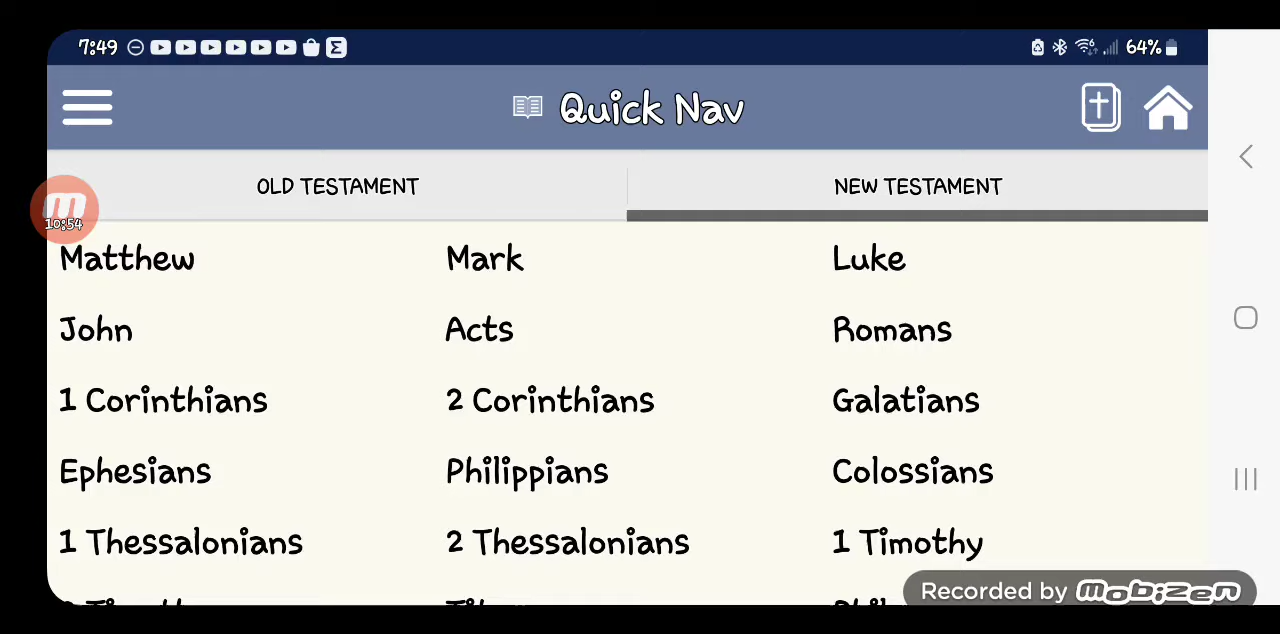 7:49 64%
Quick Nav
OLD TESTAMENT NEW TESTAMENT
10:54
Matthew Mark Luke
John Acts Romans
1 Corinthians 2 Corinthians Galatians
Ephesians Philippians Colossians
1 Thessalonians 2 Thessalonians 1 Timothy
Recorded by mobizen